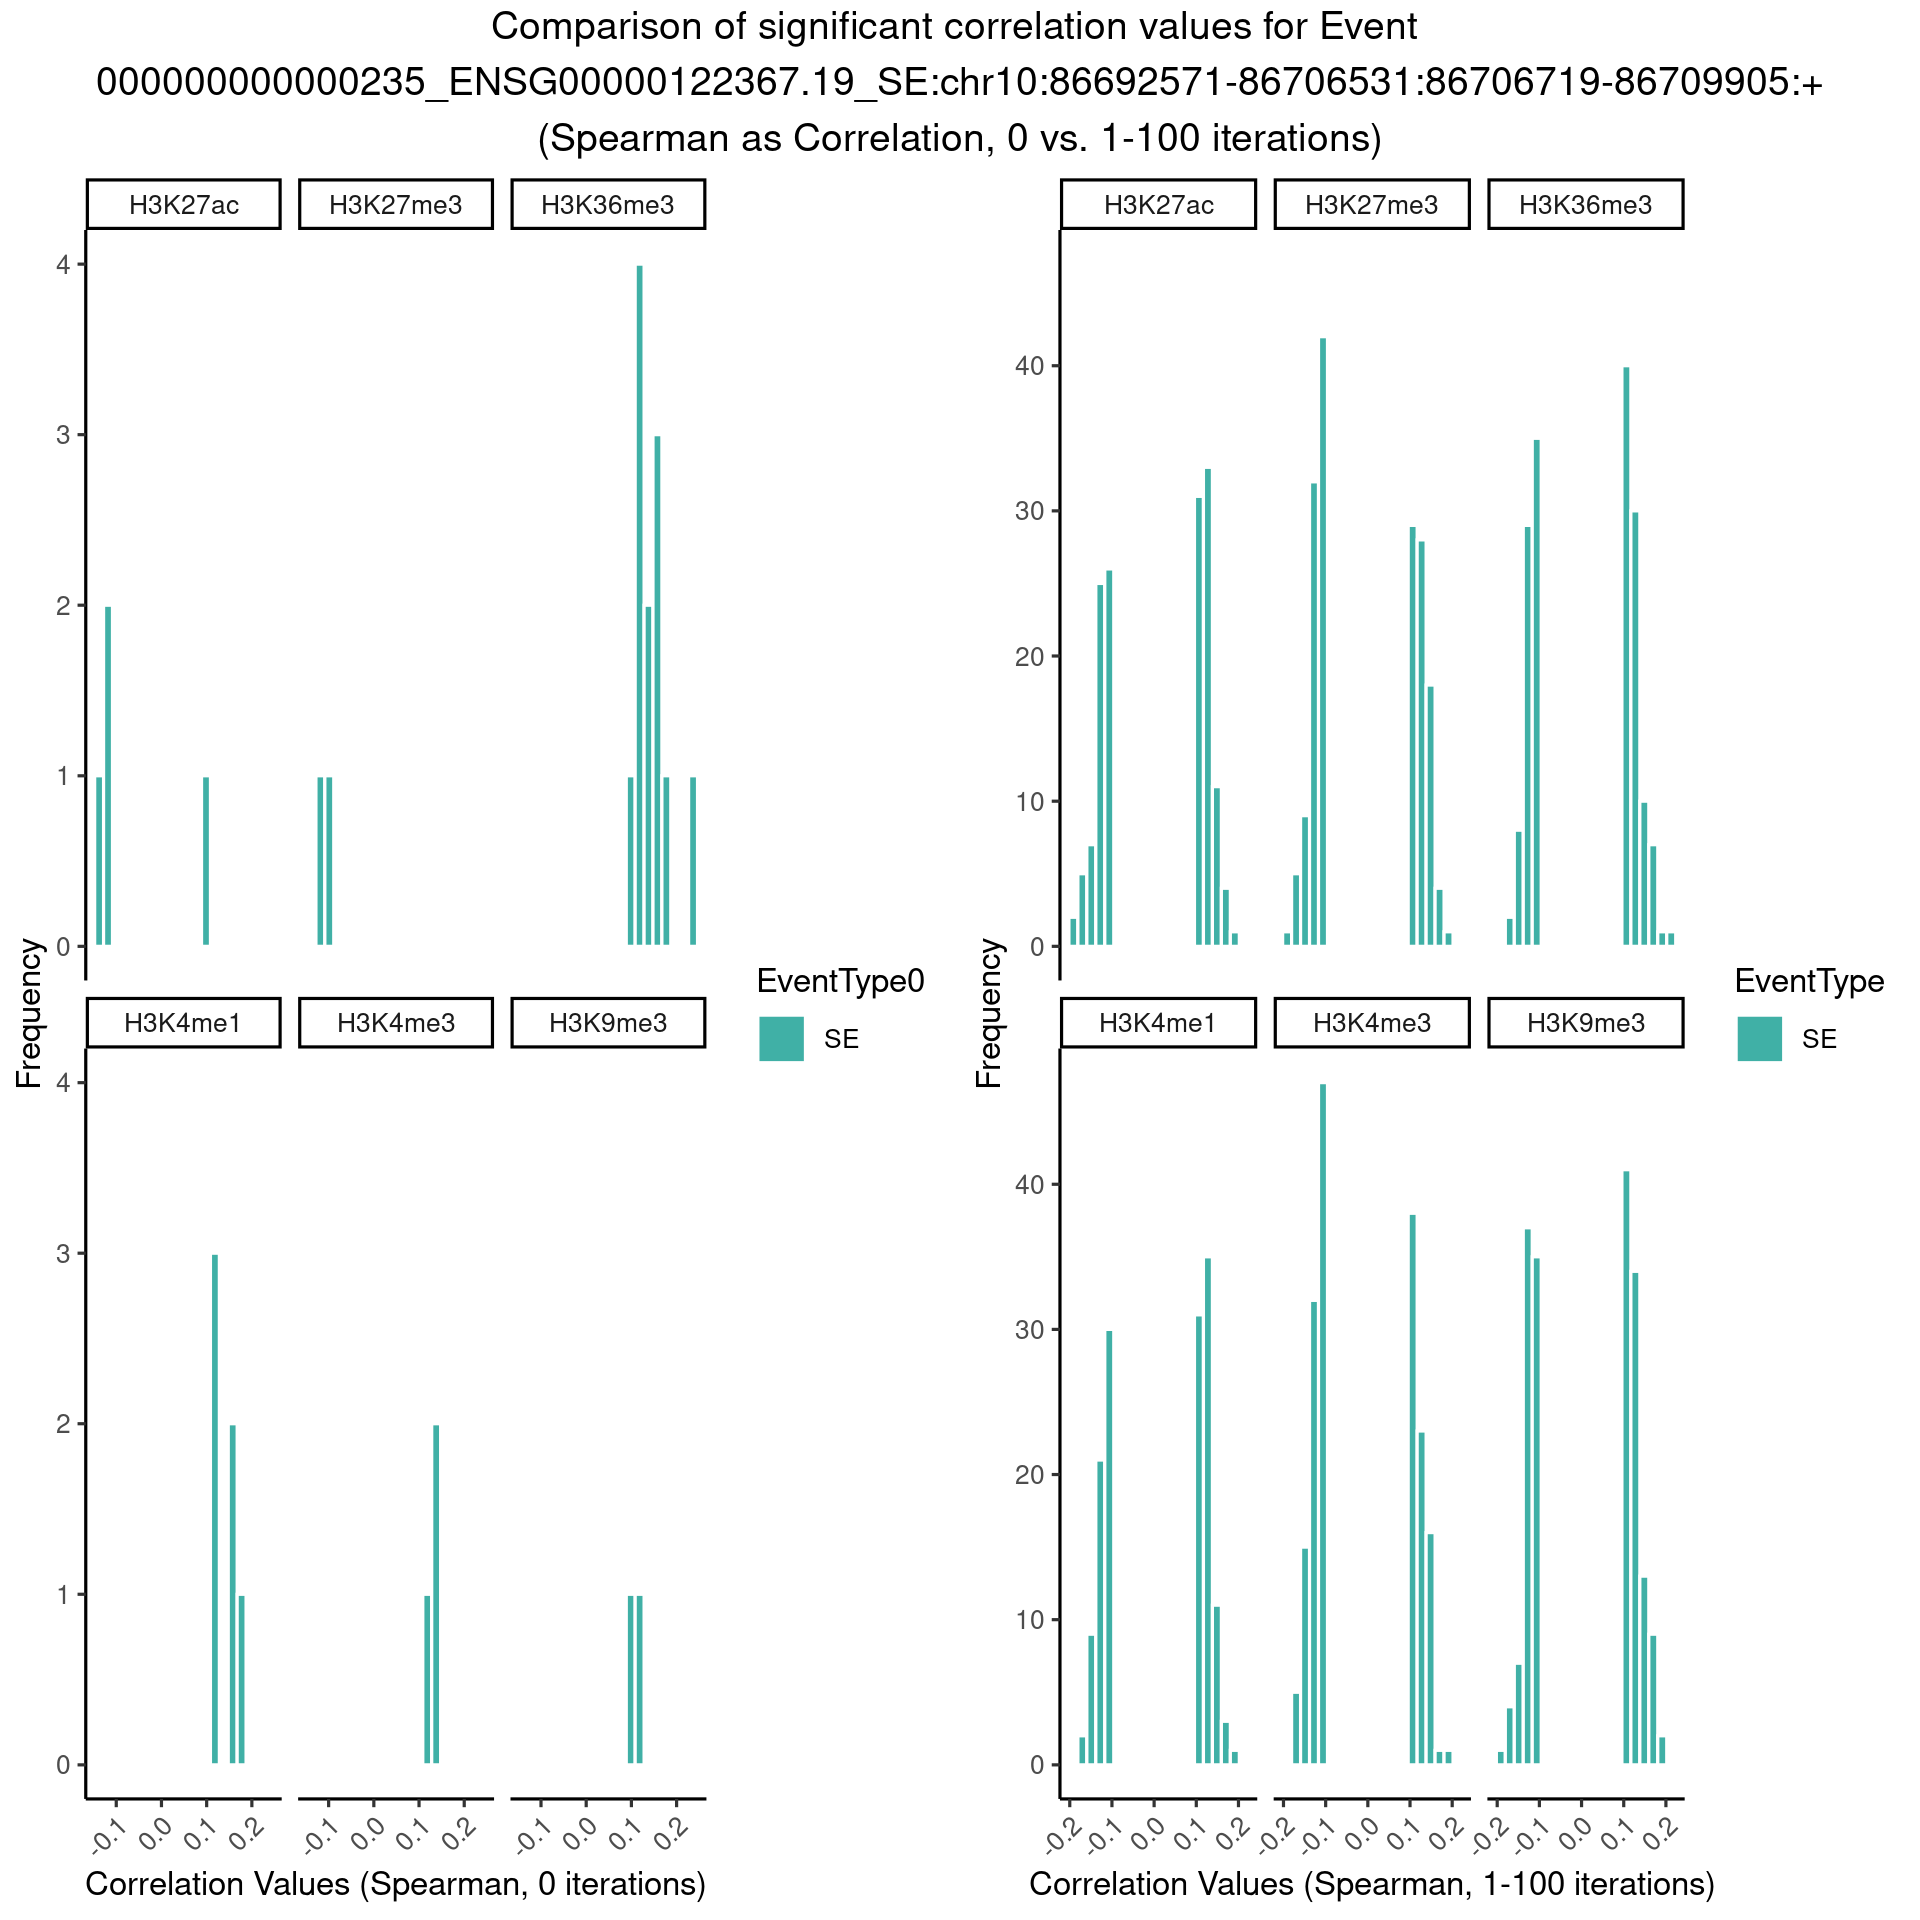 Comparison of significant correlation values for Event
000000000000235_ENSG00000122367.19_SE:chr10:86692571-86706531:86706719-86709905:+
(Spearman as Correlation, 0 vs. 1-100 iterations)
H3K27ac H3K27me3 H3K36me3
4
3
2
1
0
H3K4me1 H3K4me3 H3K9me3
4
3
2
1
0
-0.1 0.0 0.1 0.2 -0.1 0.0 0.1 0.2 -0.1 0.0 0.1 0.2
Frequency
Correlation Values (Spearman, 0 iterations)
EventType0
SE
H3K27ac H3K27me3 H3K36me3
40
30
20
10
0
H3K4me1 H3K4me3 H3K9me3
40
30
20
10
0
-0.2 -0.1 0.0 0.1 0.2 -0.2 -0.1 0.0 0.1 0.2 -0.2 -0.1 0.0 0.1 0.2
Frequency
Correlation Values (Spearman, 1-100 iterations)
EventType
SE